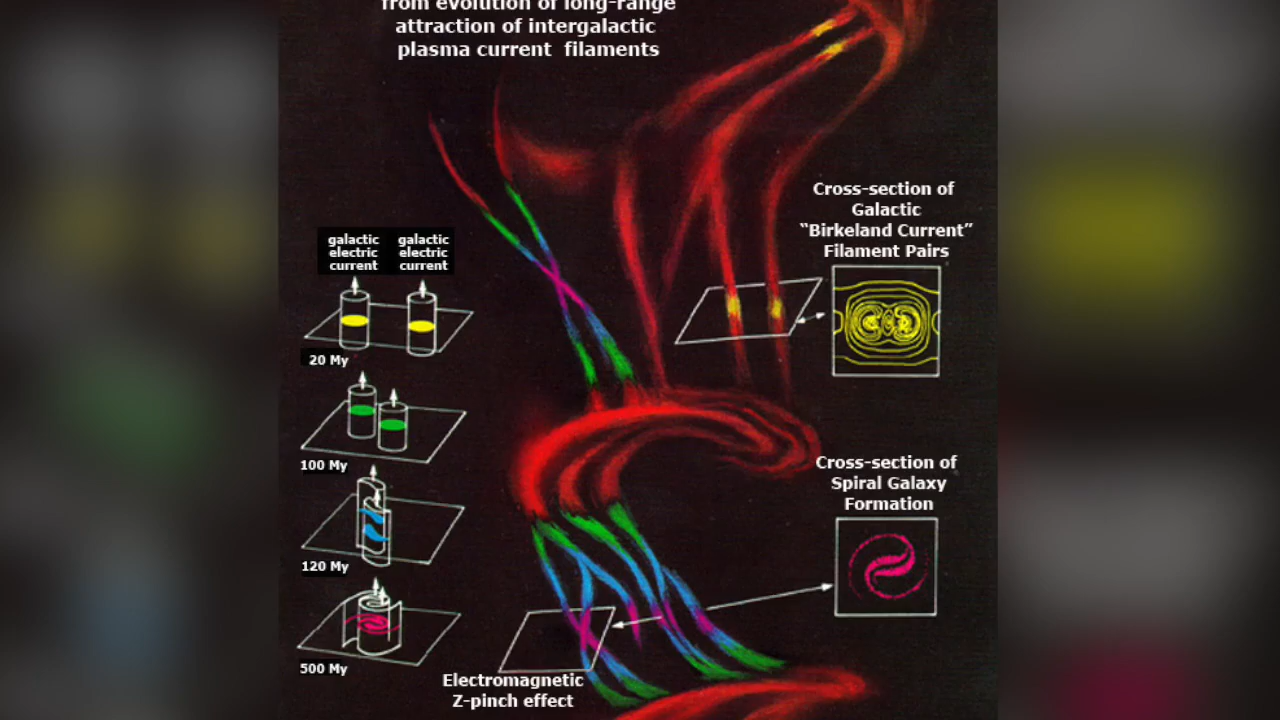 from evolution of long-range
attraction of intergalactic
plasma current filaments
Cross-section of
Galactic
“Birkeland Current”
Filament Pairs
galactic
electric
current
galactic
electric
current
20 My
100 My
Cross-section of
Spiral Galaxy
Formation
120 My
500 My
Electromagnetic
Z-pinch effect